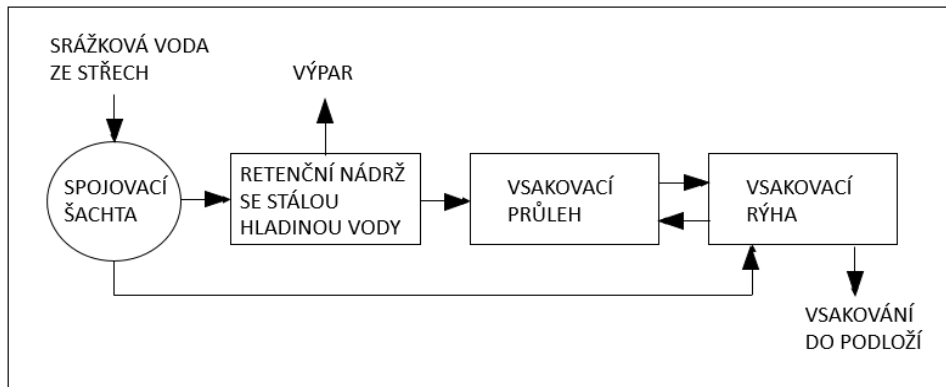 SRÁŽKOVÁ VODA
ZE STŘECH
VÝPAR
SPOJOVACÍ
ŠACHTA
RETENČNÍ NÁDRŽ
SE STÁLOU
HLADINOU VODY
VSAKOVACÍ
PRŮLEH
VSAKOVACÍ
RÝHA
VSAKOVÁNÍ
DO PODLOŽÍ